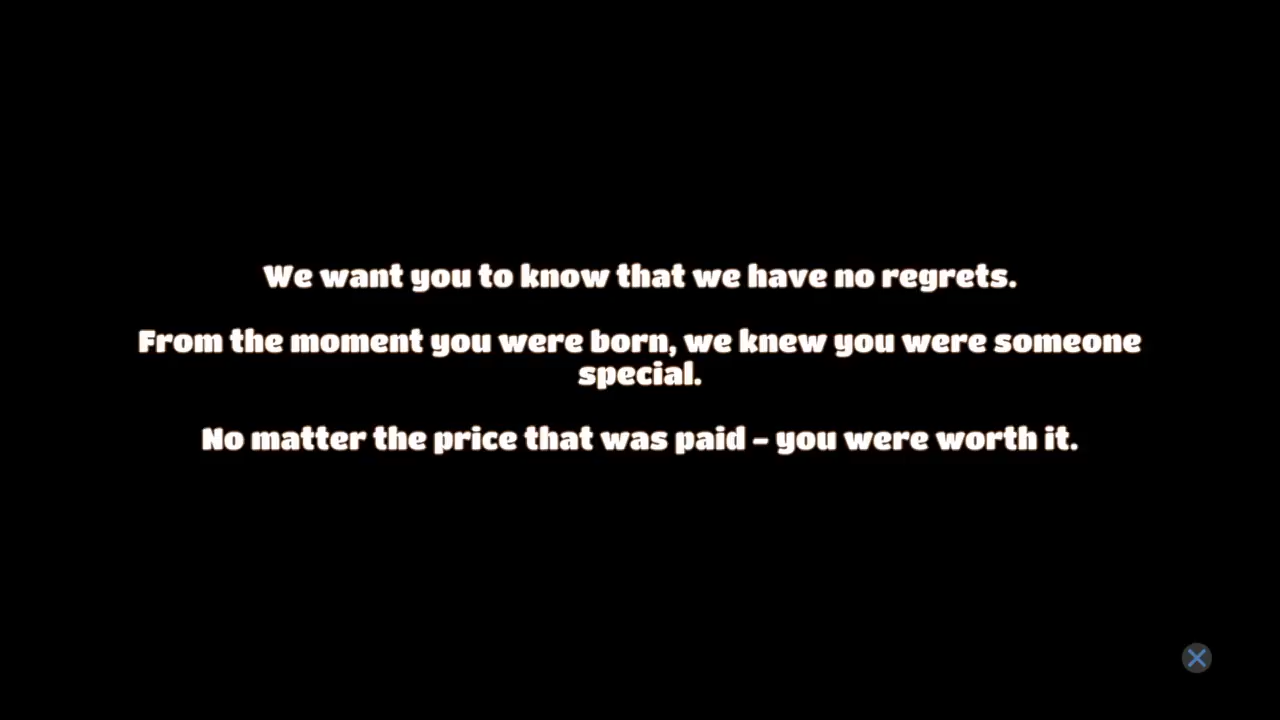 We want you to know that we have no regrets.
From the moment you were born, we knew you were someone
special.
No matter the price that was paid - you were worth it.